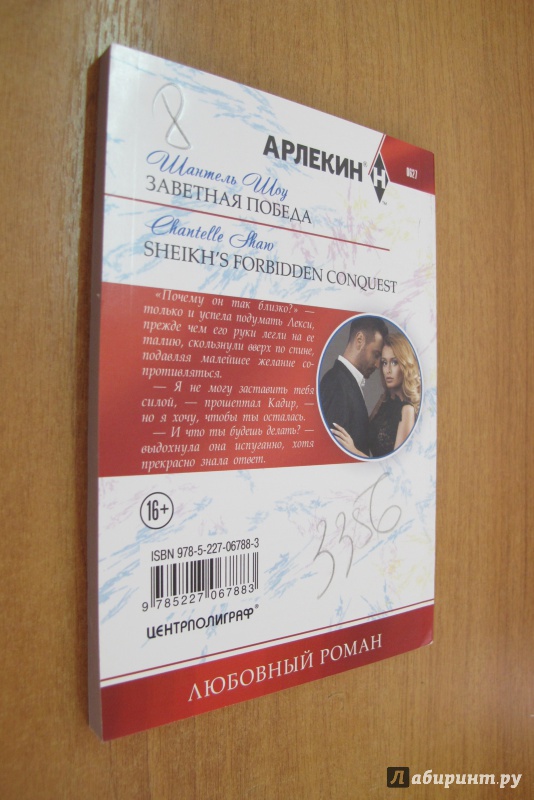 8
АРЛЕКИН
Н
0627
Шантель Шоу
ЗАВЕТНАЯ ПОБЕДА
Chantelle Shaw
SHEIKH'S FORBIDDEN CONQUEST
«Почему он так близко?» —
только и успела подумать Лекси,
прежде чем его руки легли на ее
талию, скользнули вверх по спине,
подавляя малейшее желание со-
противляться.
— Я не могу заставить тебя
силой, — прошептал Кадир, —
но я хочу, чтобы ты осталась.
— И что ты будешь делать? —
выдохнула она испуганно, хотя
прекрасно знала ответ.
16+
ISBN 978-5-227-06788-3
9 785227 067883
ЦЕНТРПОЛИГРАФ®
ЛЮБОВНЫЙ РОМАН
Лабиринт.ру